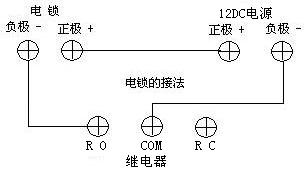 电 锁 12DC电源
负极 - 正极 + 正极 + 负极 -
电锁的接法
R O COM R C
继电器